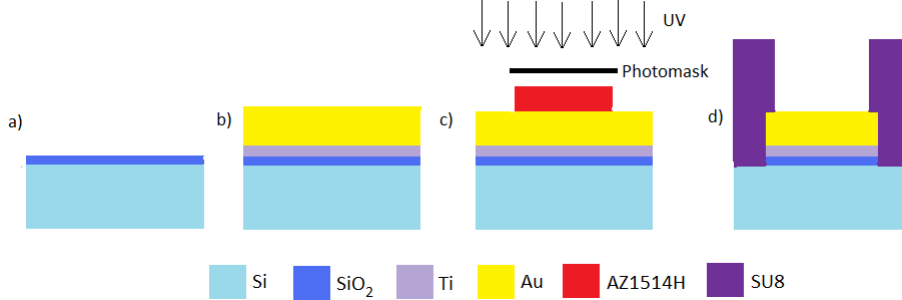 UV
Photomask
a)
b)
c)
d)
Si
SiO₂
Ti
Au
AZ1514H
SU8